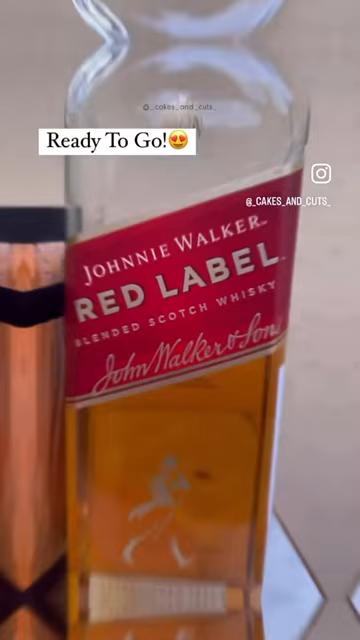 @_cakes_and_cuts_
Ready To Go!😍
@_CAKES_AND_CUTS_
JOHNNIE WALKER
RED LABEL
BLENDED SCOTCH WHISKY
John Walker & Sons